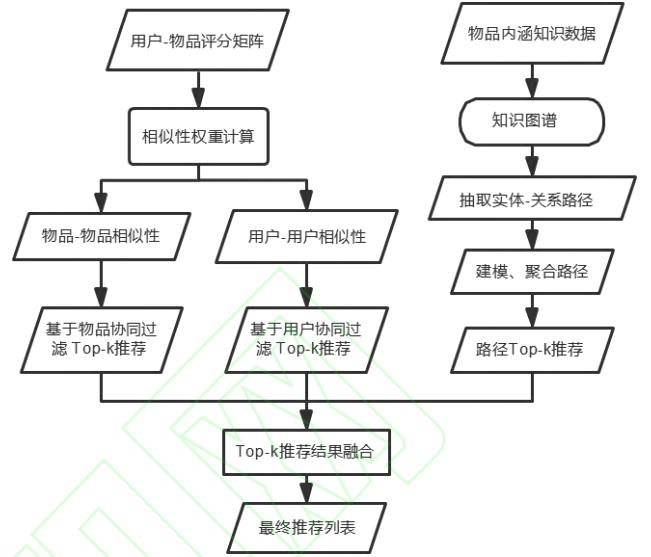 用户-物品评分矩阵
物品内涵知识数据
相似性权重计算
知识图谱
抽取实体-关系路径
物品-物品相似性
用户-用户相似性
建模、聚合路径
基于物品协同过
滤 Top-k推荐
基于用户协同过
滤 Top-k推荐
路径Top-k推荐
Top-k推荐结果融合
最终推荐列表